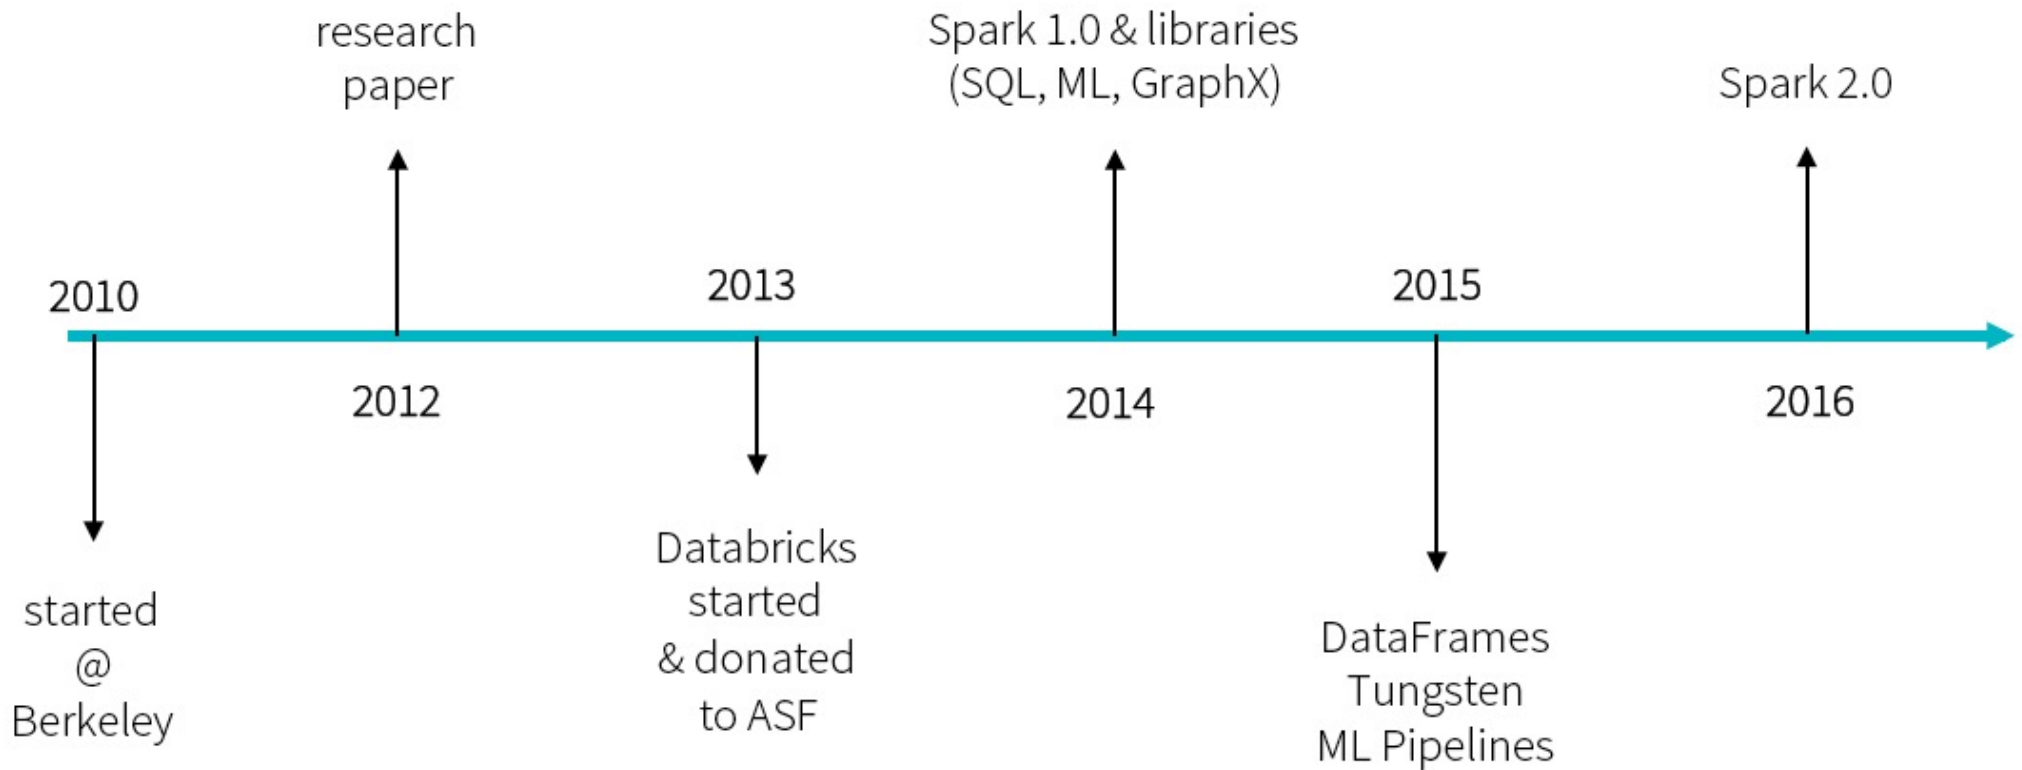 research
paper
Spark 1.0 & libraries
(SQL, ML, GraphX)
Spark 2.0
2010
2013
2015
2012
2014
2016
started
@
Berkeley
Databricks
started
& donated
to ASF
DataFrames
Tungsten
ML Pipelines